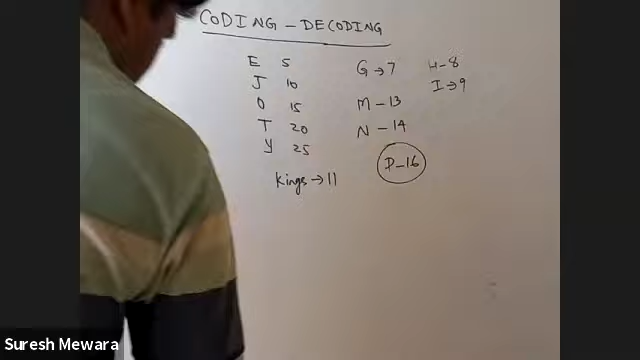 CODING - DECODING
E 5
J 10
O 15
T 20
Y 25
Kings → 11
G → 7
M - 13
N - 14
P - 16
H - 8
I → 9
Suresh Mewara